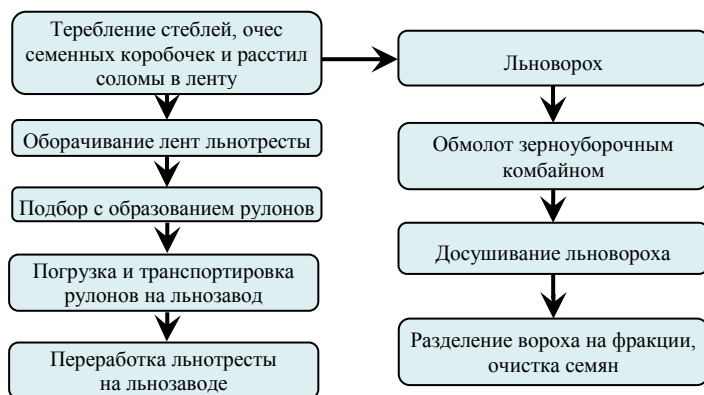 Теребление стеблей, очес
семенных коробочек и расстил
соломы в ленту
Оборачивание лент льнотресты
Подбор с образованием рулонов
Погрузка и транспортировка
рулонов на льнозавод
Переработка льнотресты
на льнозаводе
Льноворох
Обмолот зерноуборочным
комбайном
Досушивание льновороха
Разделение вороха на фракции,
очистка семян